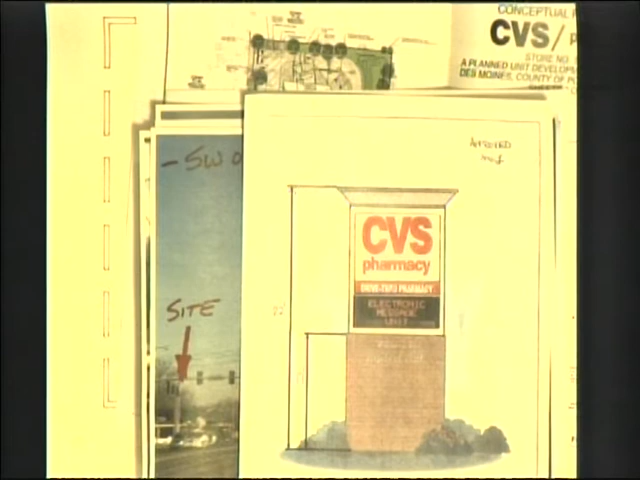 CONCEPTUAL
CVS/
STORE NO
A PLANNED UNIT
DES MOINES, COUNTY OF
- SW
SITE
APPROVED
CVS
pharmacy
DRIVE-THRU PHARMACY
ELECTRONIC
MESSAGE
UNIT